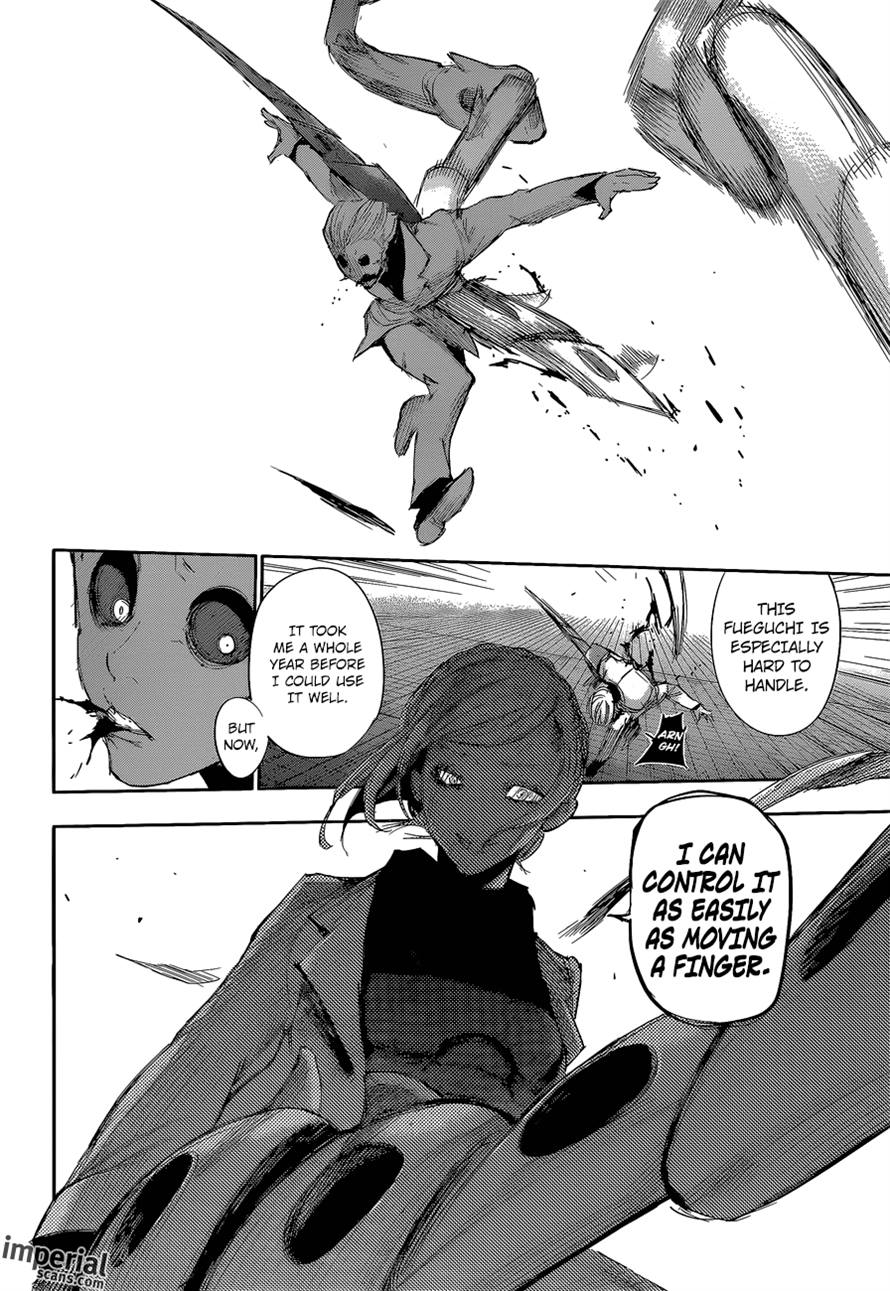 THIS
FUEGUCHI IS
ESPECIALLY
HARD TO
HANDLE.
ARN
GH!
IT TOOK
ME A WHOLE
YEAR BEFORE
I COULD USE
IT WELL.
BUT
NOW,
I CAN
CONTROL IT
AS EASILY
AS MOVING
A FINGER.
imperial
scans.com